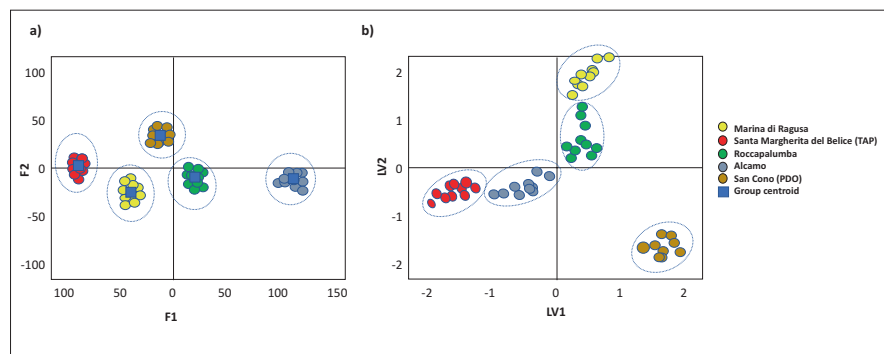 a)
b)
100
50
0
-50
-100
F2
100
50
0
100
150
F1
2
1
0
-1
-2
LV2
-2
-1
0
1
2
LV1
Marina di Ragusa
Santa Margherita del Belice (TAP)
Roccapalumba
Alcamo
San Cono (PDO)
Group centroid